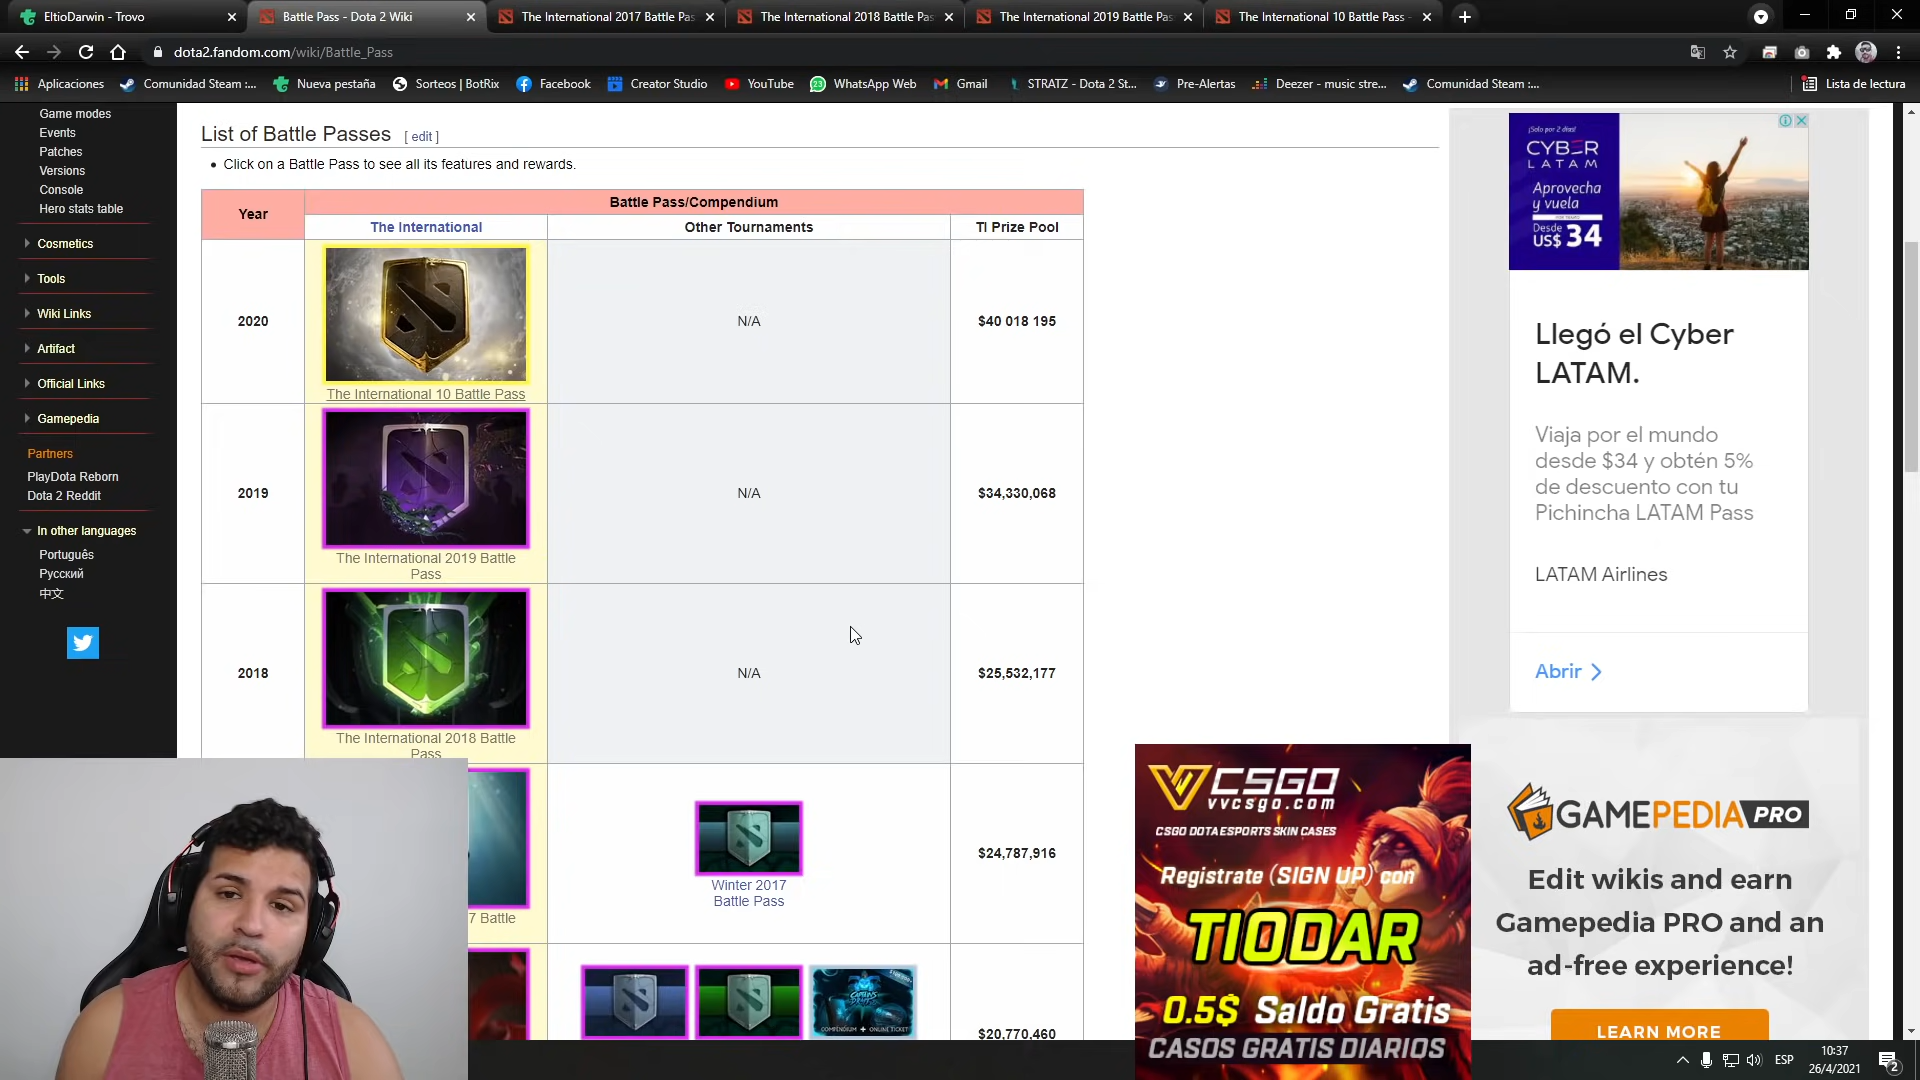 EltioDarwin - Trovo
Battle Pass - Dota 2 Wiki
The International 2017 Battle Pas
The International 2018 Battle Pas
The International 2019 Battle Pas
The International 10 Battle Pass -
dota2.fandom.com/wiki/Battle_Pass
Aplicaciones
Comunidad Steam :...
Nueva pestaña
Sorteos | BotRix
Facebook
Creator Studio
YouTube
WhatsApp Web
Gmail
STRATZ - Dota 2 St...
Pre-Alertas
Deezer - music stre...
Comunidad Steam :...
Lista de lectura
Game modes
Events
Patches
Versions
Console
Hero stats table
Cosmetics
Tools
Wiki Links
Artifact
Official Links
Gamepedia
Partners
PlayDota Reborn
Dota 2 Reddit
In other languages
Português
Русский
中文
List of Battle Passes [ edit ]
Click on a Battle Pass to see all its features and rewards.
Year
Battle Pass/Compendium
The International
Other Tournaments
TI Prize Pool
2020
The International 10 Battle Pass
N/A
$40 018 195
2019
The International 2019 Battle
Pass
N/A
$34,330,068
2018
The International 2018 Battle
Pass
N/A
$25,532,177
7 Battle
Winter 2017
Battle Pass
$24,787,916
COMPENDIUM + ONLINE TICKET
$20,770,460
¡Solo por 2 días!
CYBER
LATAM
Aprovecha
y vuela
Desde
US$ 34
Llegó el Cyber
LATAM.
Viaja por el mundo
desde $34 y obtén 5%
de descuento con tu
Pichincha LATAM Pass
LATAM Airlines
Abrir
VVCSGO
vvcsgo.com
CSGO DOTA ESPORTS SKIN CASES
Registrate (SIGN UP) con
TIODAR
0.5$ Saldo Gratis
CASOS GRATIS DIARIOS
GAMEPEDIA PRO
Edit wikis and earn
Gamepedia PRO and an
ad-free experience!
LEARN MORE
ESP
10:37
26/4/2021
2